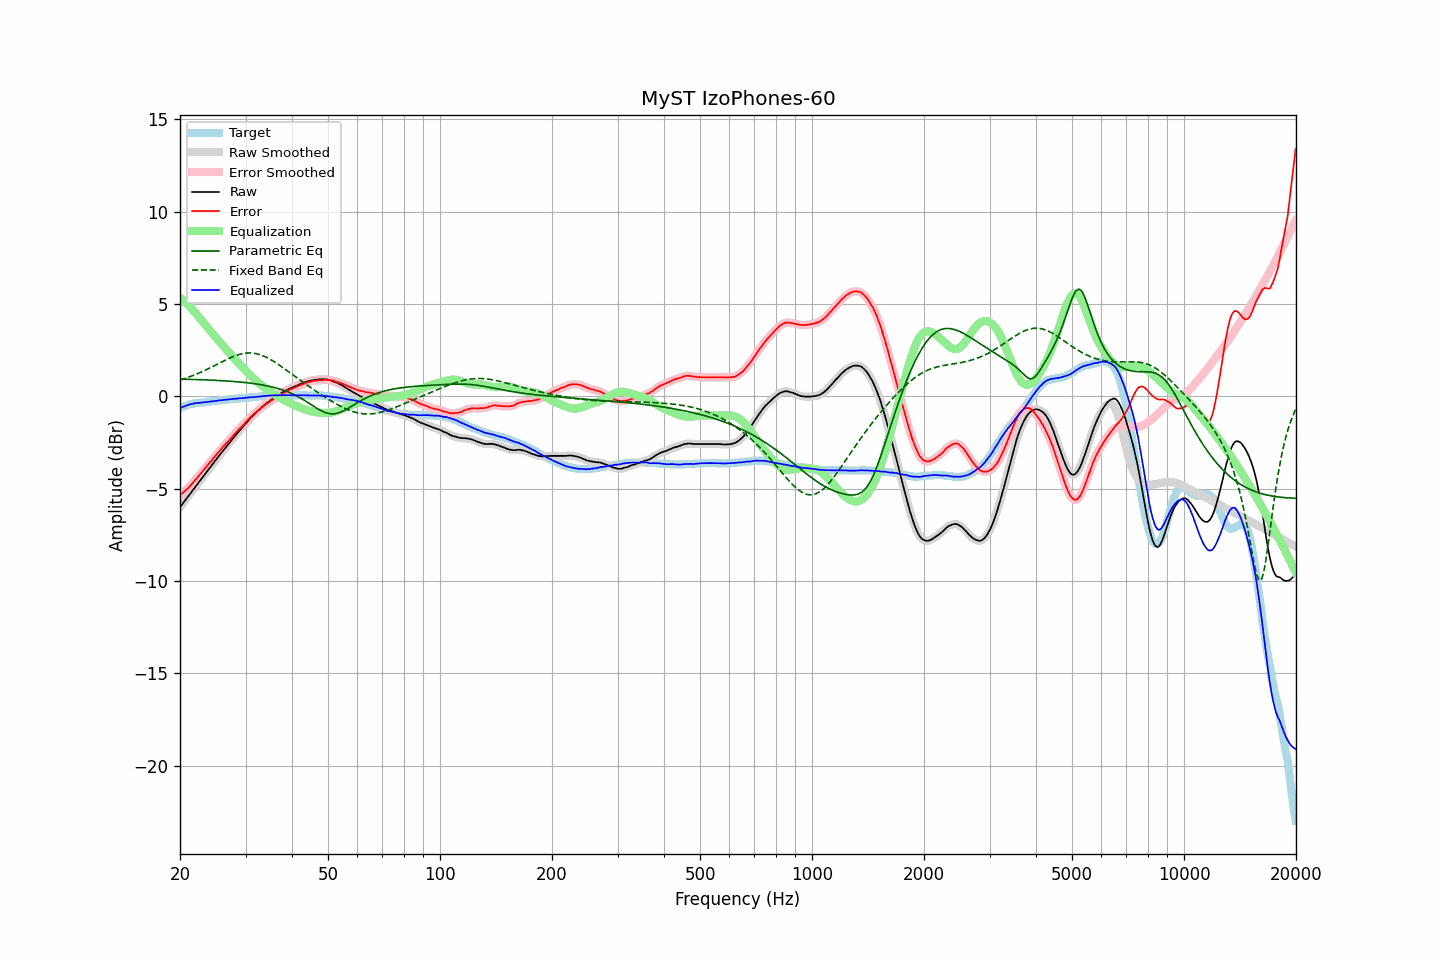 MyST IzoPhones-60
Target
Raw Smoothed
Error Smoothed
Raw
Error
Equalization
Parametric Eq
Fixed Band Eq
Equalized
15
10
5
0
−5
−10
−15
−20
Amplitude (dBr)
20
50
100
200
500
1000
2000
5000
10000
20000
Frequency (Hz)